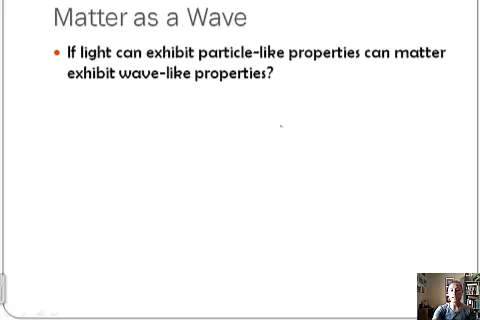 Matter as a Wave
• If light can exhibit particle-like properties can matter
exhibit wave-like properties?